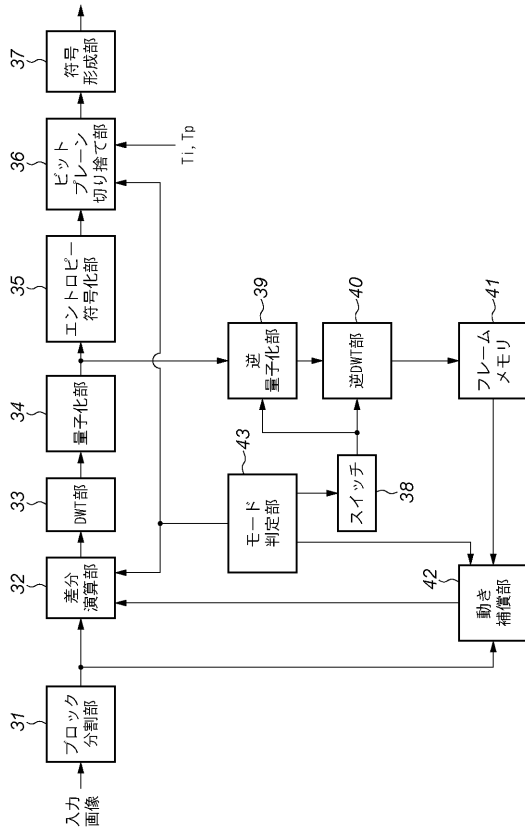 入力
画像
31
ブロック
分割部
32
差分
演算部
33
DWT部
34
量子化部
35
エントロピー
符号化部
36
ビット
プレーン
切り捨て部
37
符号
形成部
Ti, Tp
43
モード
判定部
38
スイッチ
39
逆
量子化部
40
逆DWT部
41
フレーム
メモリ
42
動き
補償部